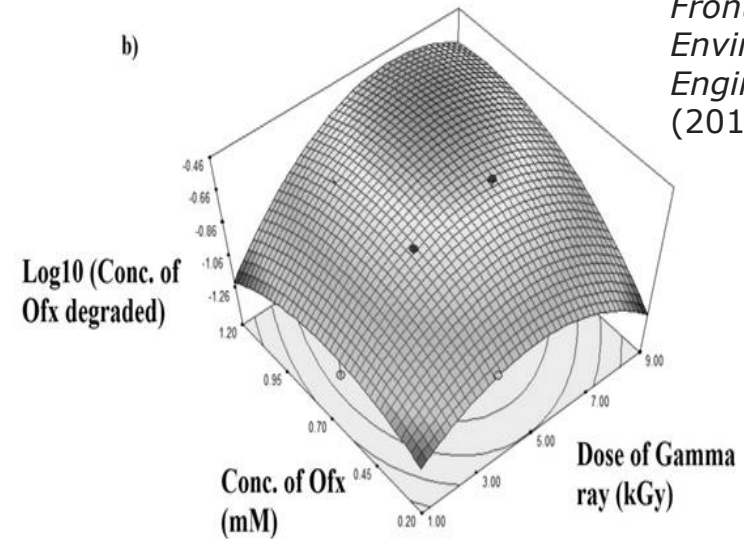 Front
b)
Envir
Engin
(201
-0.46
-0.66
-0.86
-1.06
-1.26
Log10 (Conc. of
Ofx degraded)
1.20
0.95
0.70
0.45
0.20
Conc. of Ofx
(mM)
1.00
3.00
5.00
7.00
9.00
Dose of Gamma
ray (kGy)